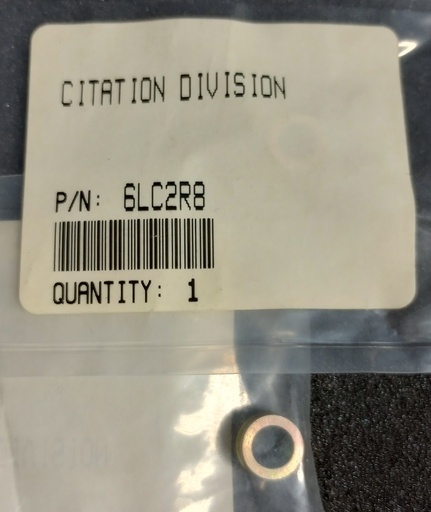 CITATION DIVISION
P/N: 6LC2R8
QUANTITY: 1